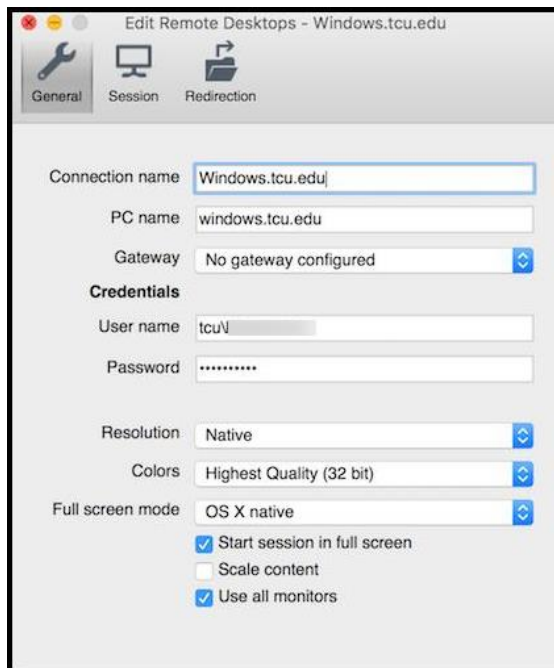 Edit Remote Desktops - Windows.tcu.edu
General Session Redirection
Connection name Windows.tcu.edu
PC name windows.tcu.edu
Gateway No gateway configured
Credentials
User name tcu\
Password ••••••••••
Resolution Native
Colors Highest Quality (32 bit)
Full screen mode OS X native
Start session in full screen
Scale content
Use all monitors